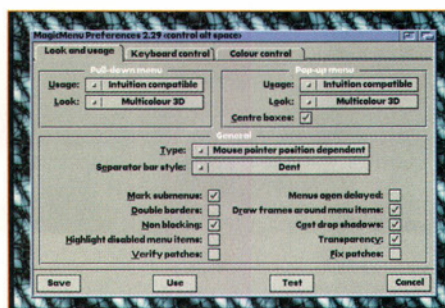 MagicMenu Preferences 2.29 <control alt space>
Look and usage Keyboard control Colour control
Pull-down menu Pop-up menu
Usage: Intuition compatible Usage: Intuition compatible
Look: Multicolour 3D Look: Multicolour 3D
Centre boxes:
General
Type: Mouse pointer position dependent
Separator bar style: Dent
Mark submenus: Menus open delayed:
Double borders: Draw frames around menu items:
Non blocking: Cast drop shadows:
Highlight disabled menu items: Transparency:
Verify patches: Fix patches:
Save Use Test Cancel